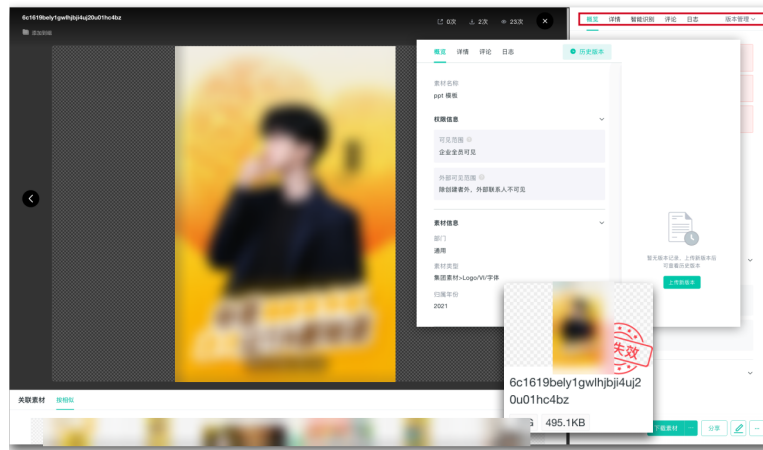 6c1619bely1gwlhjbji4uj20u01hc4bz
0次 2次 23次
添加到组
概览 详情 智能识别 评论 日志 版本管理
概览 详情 评论 日志 历史版本
素材名称
ppt 模板
权限信息
可见范围
企业全员可见
外部可见范围
除创建者外，外部联系人不可见
素材信息
部门
通用
素材类型
集团素材>Logo/VI/字体
归属年份
2021
暂无版本记录，上传新版本后
可查看历史版本
上传新版本
失效
6c1619bely1gwlhjbji4uj2
0u01hc4bz
495.1KB
关联素材 按相似
下载素材 分享